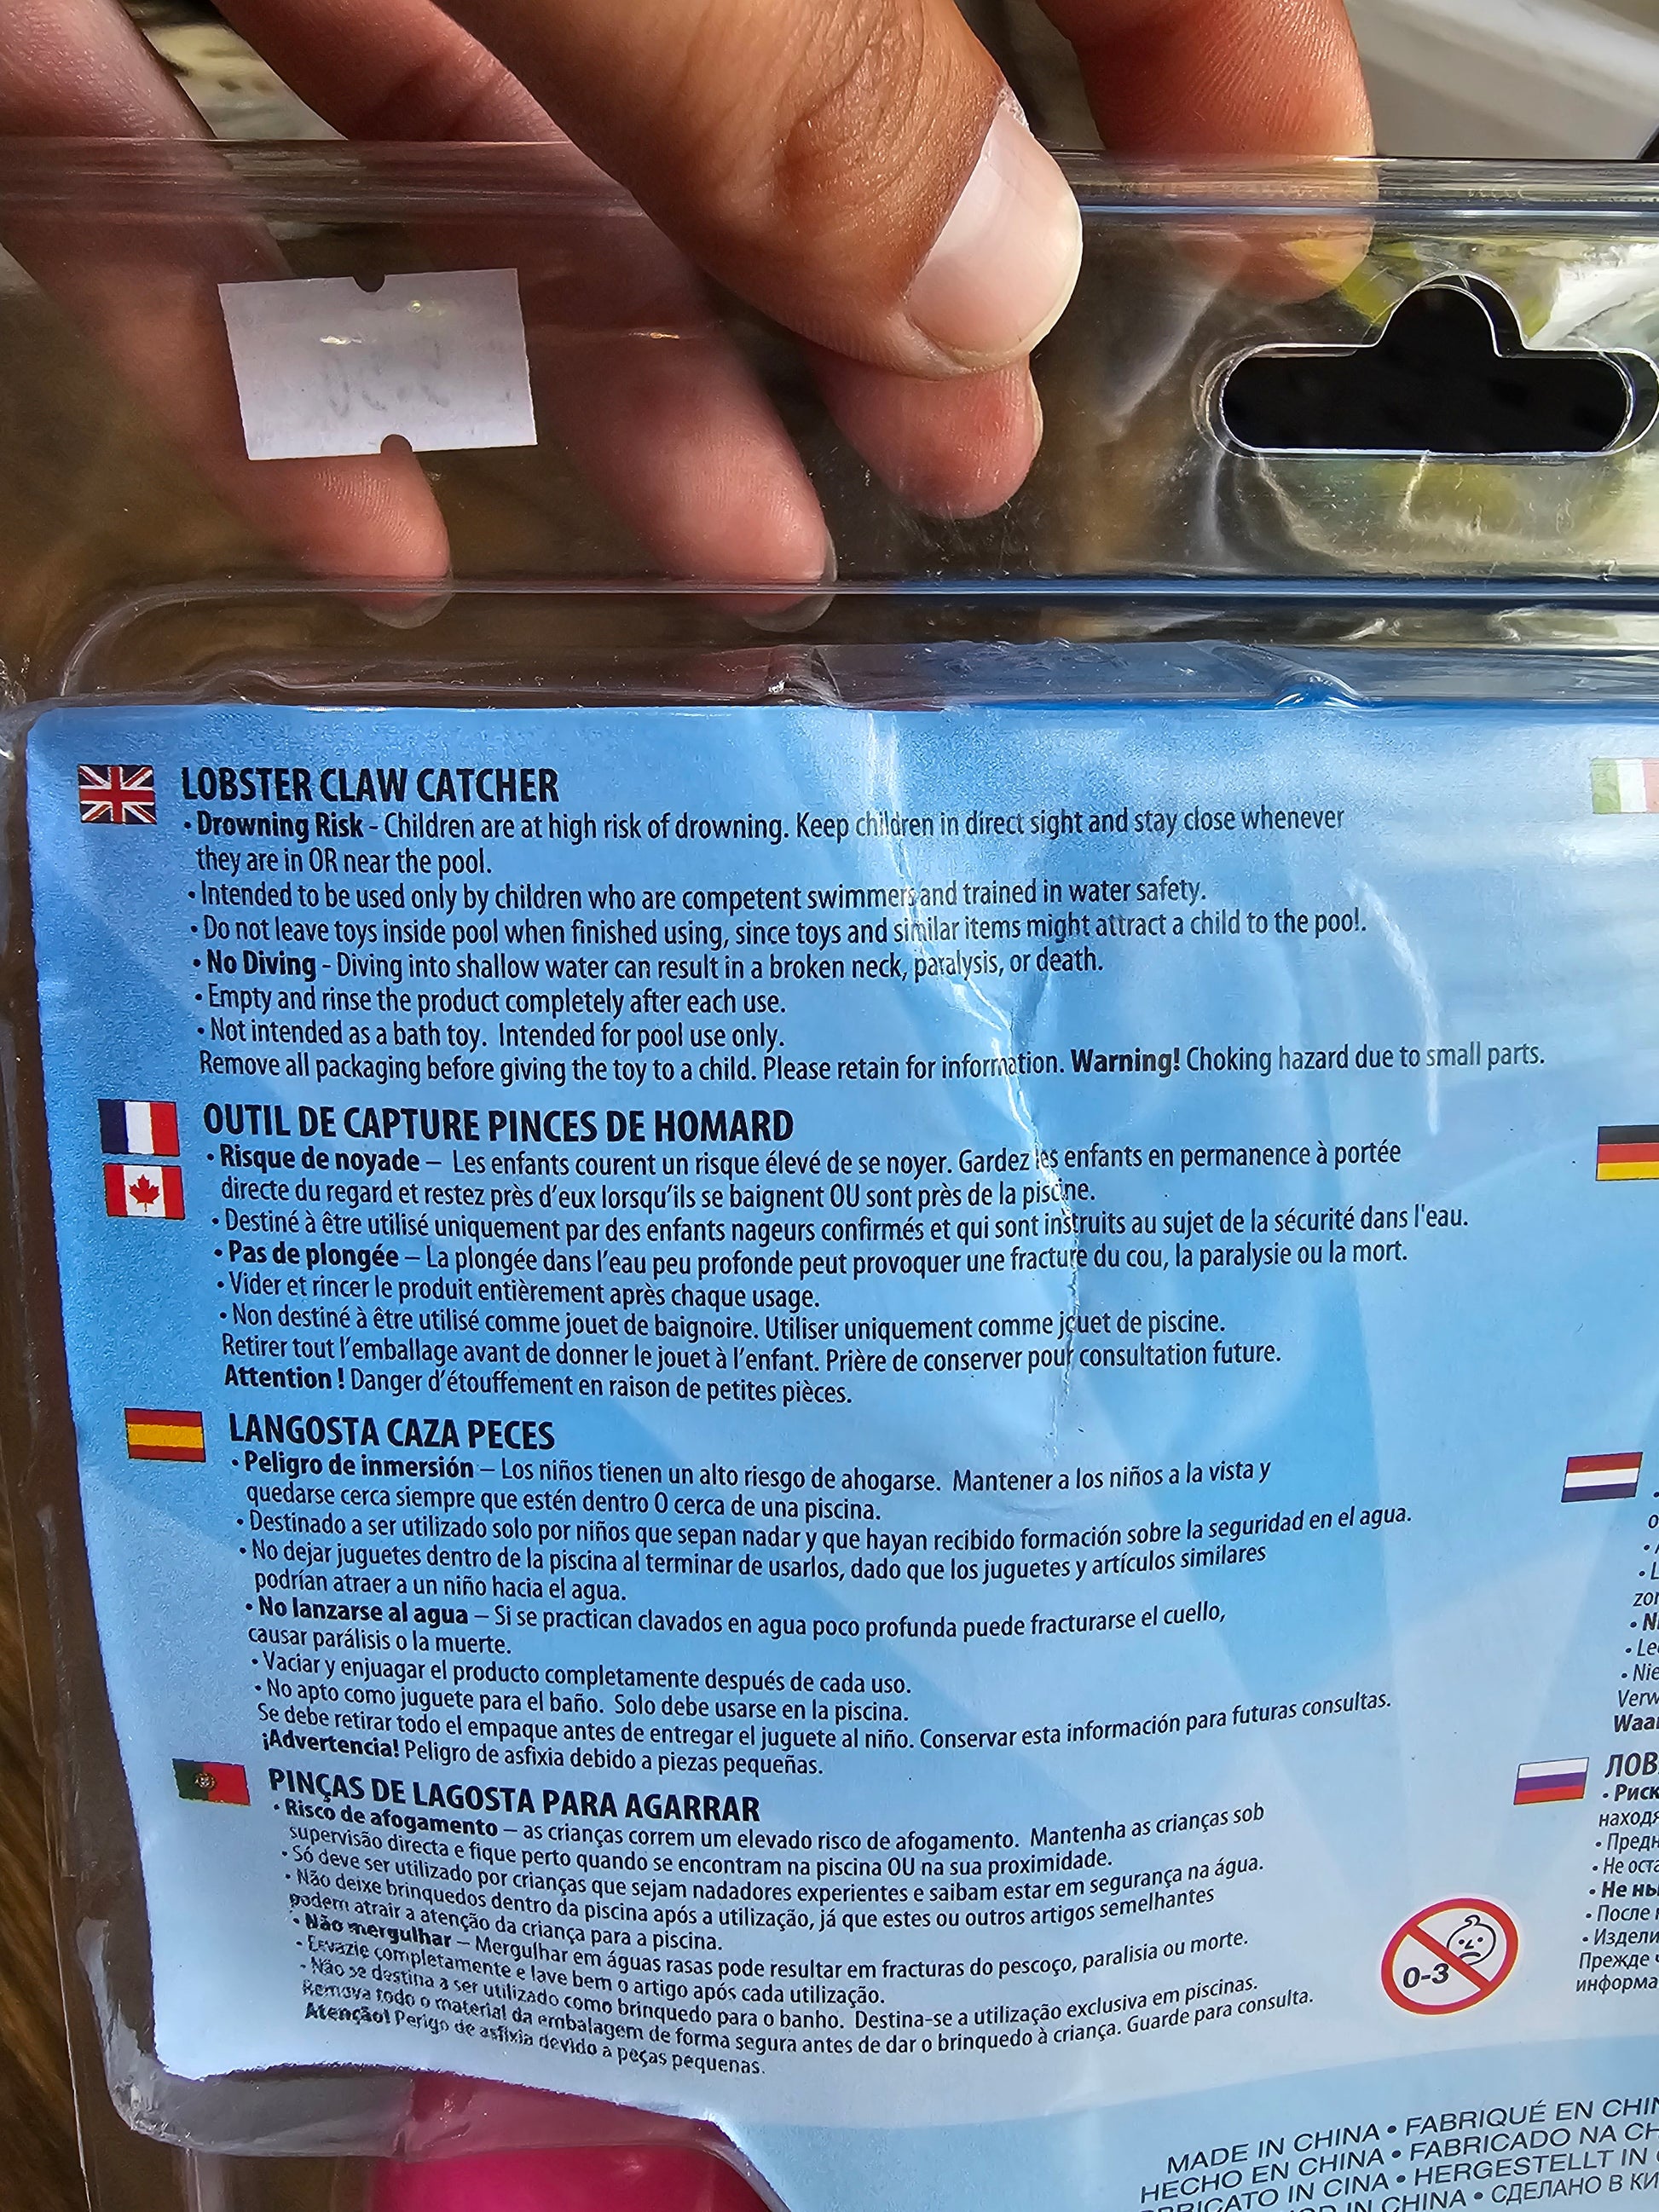 LOBSTER CLAW CATCHER
• Drowning Risk - Children are at high risk of drowning. Keep children in direct sight and stay close whenever
they are in OR near the pool.
• Intended to be used only by children who are competent swimmers and trained in water safety.
• Do not leave toys inside pool when finished using, since toys and similar items might attract a child to the pool.
• No Diving - Diving into shallow water can result in a broken neck, paralysis, or death.
• Empty and rinse the product completely after each use.
• Not intended as a bath toy. Intended for pool use only.
Remove all packaging before giving the toy to a child. Please retain for information. Warning! Choking hazard due to small parts.
OUTIL DE CAPTURE PINCES DE HOMARD
• Risque de noyade – Les enfants courent un risque élevé de se noyer. Gardez les enfants en permanence à portée
directe du regard et restez près d'eux lorsqu'ils se baignent OU sont près de la piscine.
• Destiné à être utilisé uniquement par des enfants nageurs confirmés et qui sont instruits au sujet de la sécurité dans l'eau.
• Pas de plongée – La plongée dans l'eau peu profonde peut provoquer une fracture du cou, la paralysie ou la mort.
• Vider et rincer le produit entièrement après chaque usage.
• Non destiné à être utilisé comme jouet de baignoire. Utiliser uniquement comme jouet de piscine.
Retirer tout l'emballage avant de donner le jouet à l'enfant. Prière de conserver pour consultation future.
Attention ! Danger d'étouffement en raison de petites pièces.
LANGOSTA CAZA PECES
• Peligro de inmersión – Los niños tienen un alto riesgo de ahogarse. Mantener a los niños a la vista y
quedarse cerca siempre que estén dentro O cerca de una piscina.
• Destinado a ser utilizado solo por niños que sepan nadar y que hayan recibido formación sobre la seguridad en el agua.
• No dejar juguetes dentro de la piscina al terminar de usarlos, dado que los juguetes y artículos similares
podrían atraer a un niño hacia el agua.
• No lanzarse al agua – Si se practican clavados en agua poco profunda puede fracturarse el cuello,
causar parálisis o la muerte.
• Vaciar y enjuagar el producto completamente después de cada uso.
• No apto como juguete para el baño. Solo debe usarse en la piscina.
Se debe retirar todo el empaque antes de entregar el juguete al niño. Conservar esta información para futuras consultas.
¡Advertencia! Peligro de asfixia debido a piezas pequeñas.
PINÇAS DE LAGOSTA PARA AGARRAR
• Risco de afogamento – as crianças correm um elevado risco de afogamento. Mantenha as crianças sob
supervisão directa e fique perto quando se encontram na piscina OU na sua proximidade.
• Só deve ser utilizado por crianças que sejam nadadores experientes e saibam estar em segurança na água.
• Não deixe brinquedos dentro da piscina após a utilização, já que estes ou outros artigos semelhantes
podem atrair a atenção da criança para a piscina.
• Não mergulhar – Mergulhar em águas rasas pode resultar em fracturas do pescoço, paralisia ou morte.
• Esvazie completamente e lave bem o artigo após cada utilização.
• Não se destina a ser utilizado como brinquedo para o banho. Destina-se a utilização exclusiva em piscinas.
Remova todo o material da embalagem de forma segura antes de dar o brinquedo à criança. Guarde para consulta.
Atenção! Perigo de asfixia devido a peças pequenas.
0-3
zor
• Le
• Nie
Verw
Waa
ЛОВ
• Риск
находя
• Предн
• Не оста
• Не ны
• После
• Издели
Прежде
информа
MADE IN CHINA • FABRIQUÉ EN CHIN
HECHO EN CHINA • FABRICADO NA CH
BRICATO IN CINA • HERGESTELLT IN
IN CHINA • СДЕЛАНО В КИ